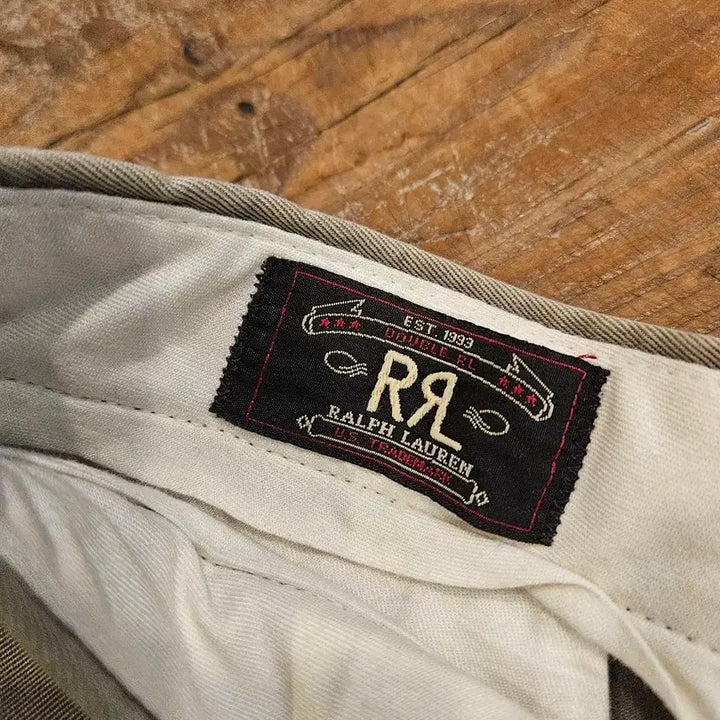 EST. 1993
DOUBLE RL
RRL
RALPH LAUREN
U.S. TRADEMARK